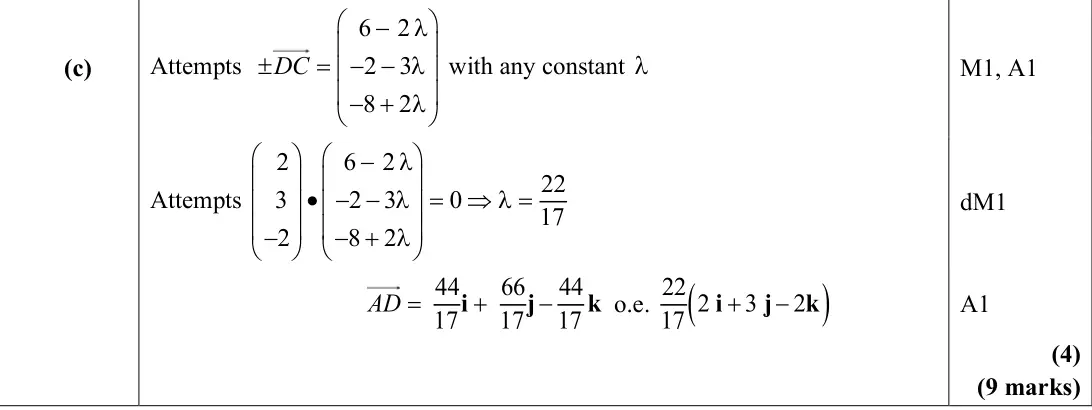 (c) Attempts ±DC⃗ = (6 − 2λ, −2 − 3λ, −8 + 2λ) with any constant λ M1, A1
Attempts (2, 3, −2) • (6 − 2λ, −2 − 3λ, −8 + 2λ) = 0 ⇒ λ = 22/17 dM1
AD⃗ = 44/17 i + 66/17 j − 44/17 k o.e. 22/17 (2 i + 3 j − 2k) A1
(4)
(9 marks)